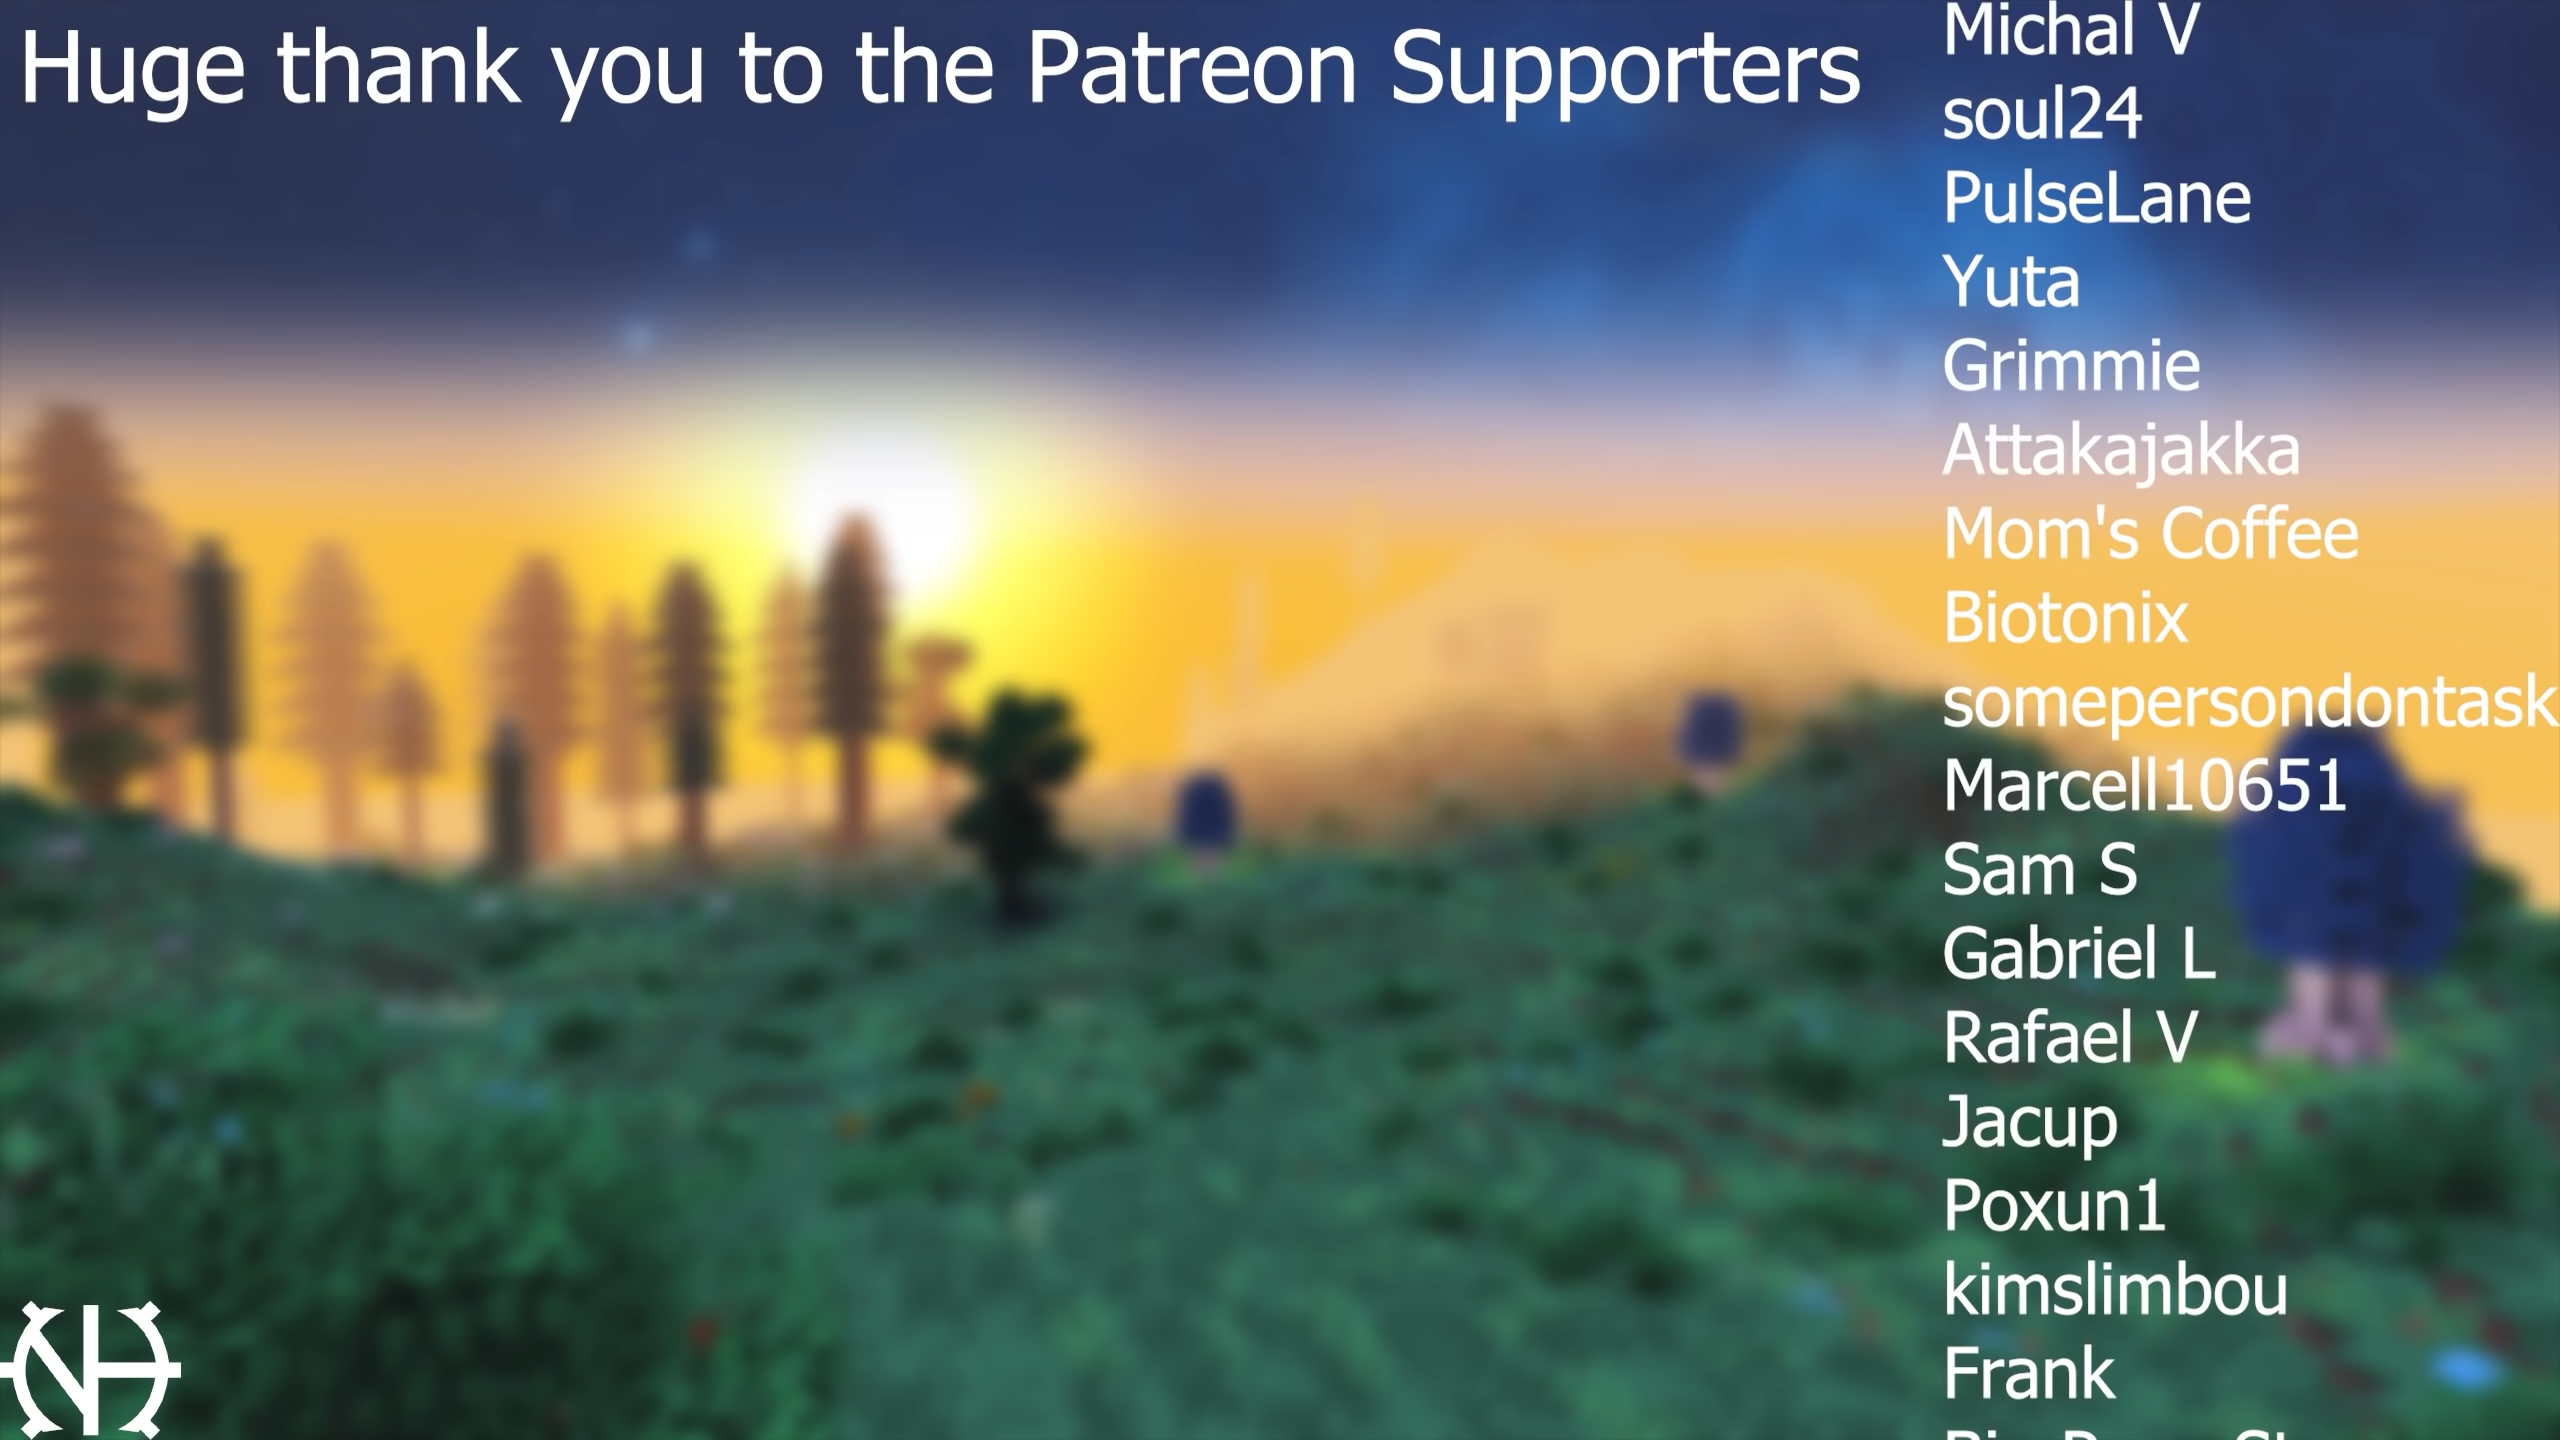 Huge thank you to the Patreon Supporters
Michal V
soul24
PulseLane
Yuta
Grimmie
Attakajakka
Mom's Coffee
Biotonix
somepersondontask
Marcell10651
Sam S
Gabriel L
Rafael V
Jacup
Poxun1
kimslimbou
Frank